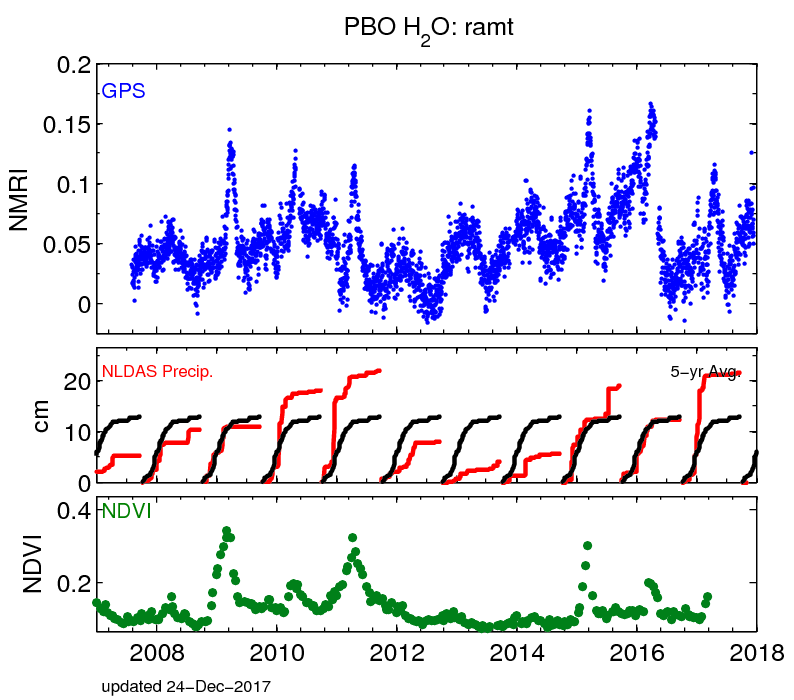 PBO H2O: ramt
0.2
GPS
0.15
0.1
NMRI
0.05
0
NLDAS Precip.
5-yr Avg.
20
cm
10
0
0.4
NDVI
NDVI
0.2
2008 2010 2012 2014 2016 2018
updated 24-Dec-2017